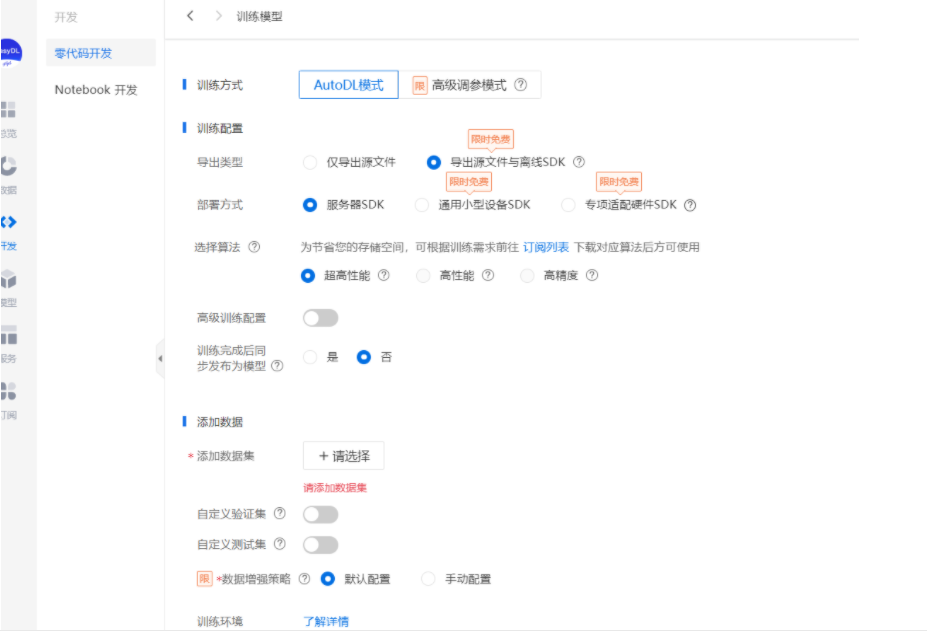 开发
零代码开发
Notebook 开发
开发
订阅
训练模型
训练方式
AutoDL模式
限 高级调参模式 ?
训练配置
限时免费
导出类型
仅导出源文件
导出源文件与离线SDK ?
限时免费
限时免费
部署方式
服务器SDK
通用小型设备SDK
专项适配硬件SDK ?
选择算法 ?
为节省您的存储空间，可根据训练需求前往 订阅列表 下载对应算法后方可使用
超高性能 ?
高性能 ?
高精度 ?
高级训练配置
训练完成后同
步发布为模型 ?
是
否
添加数据
* 添加数据集
+ 请选择
请添加数据集
自定义验证集 ?
自定义测试集 ?
限 *数据增强策略 ?
默认配置
手动配置
训练环境
了解详情